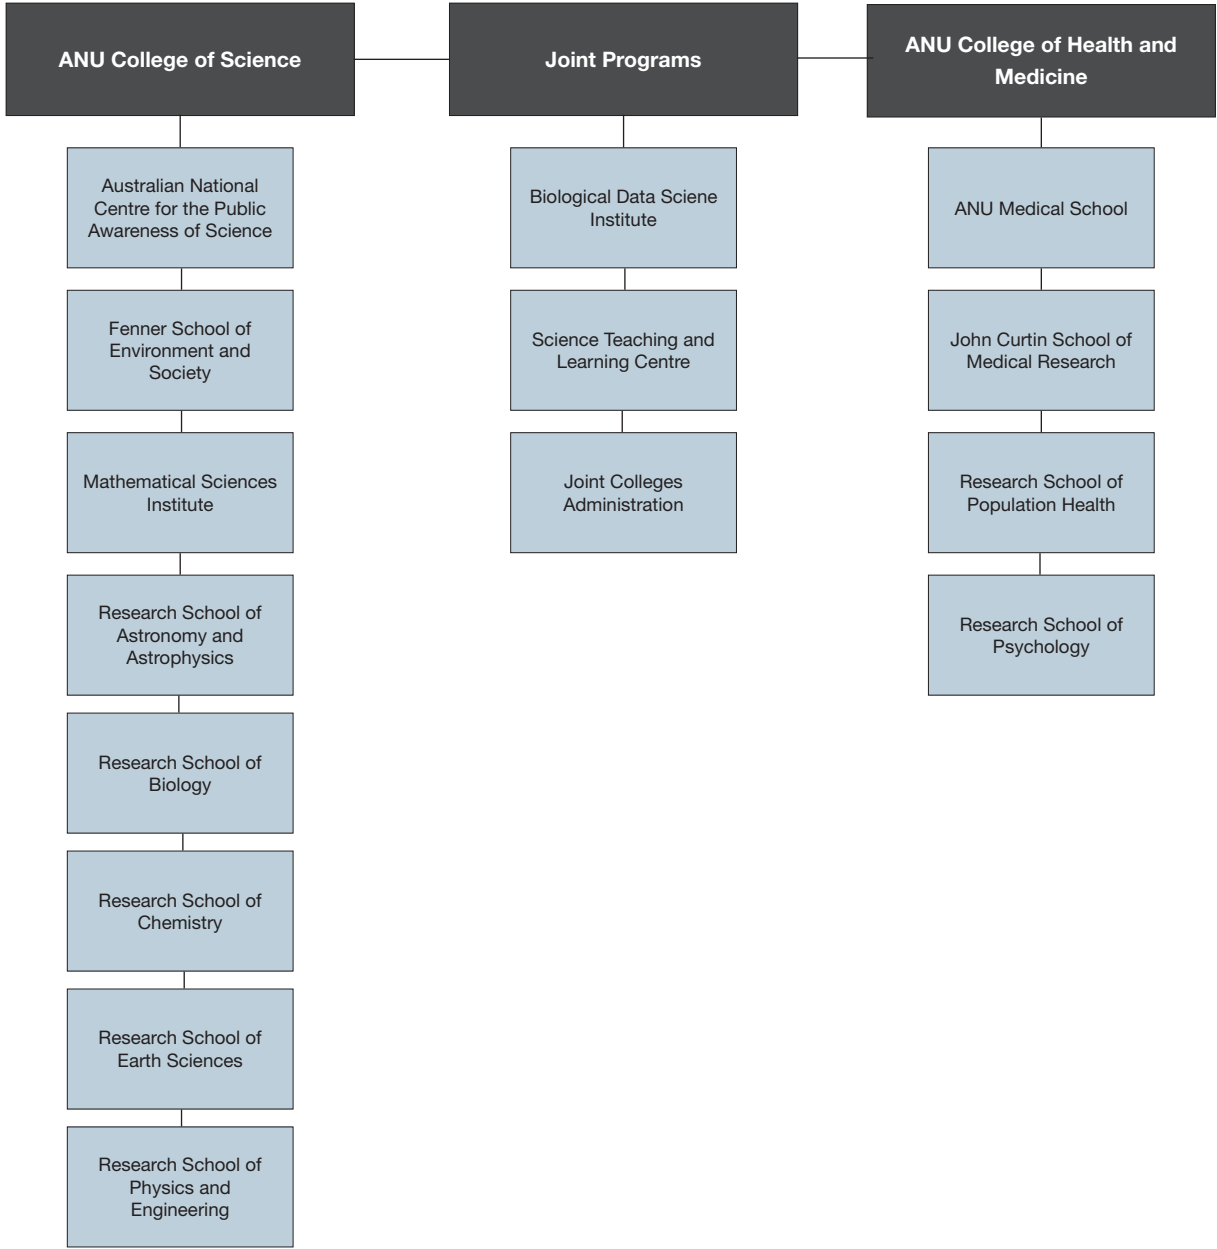 ANU College of Science
Australian National
Centre for the Public
Awareness of Science
Fenner School of
Environment and
Society
Mathematical Sciences
Institute
Research School of
Astronomy and
Astrophysics
Research School of
Biology
Research School of
Chemistry
Research School of
Earth Sciences
Research School of
Physics and
Engineering
Joint Programs
Biological Data Sciene
Institute
Science Teaching and
Learning Centre
Joint Colleges
Administration
ANU College of Health and
Medicine
ANU Medical School
John Curtin School of
Medical Research
Research School of
Population Health
Research School of
Psychology